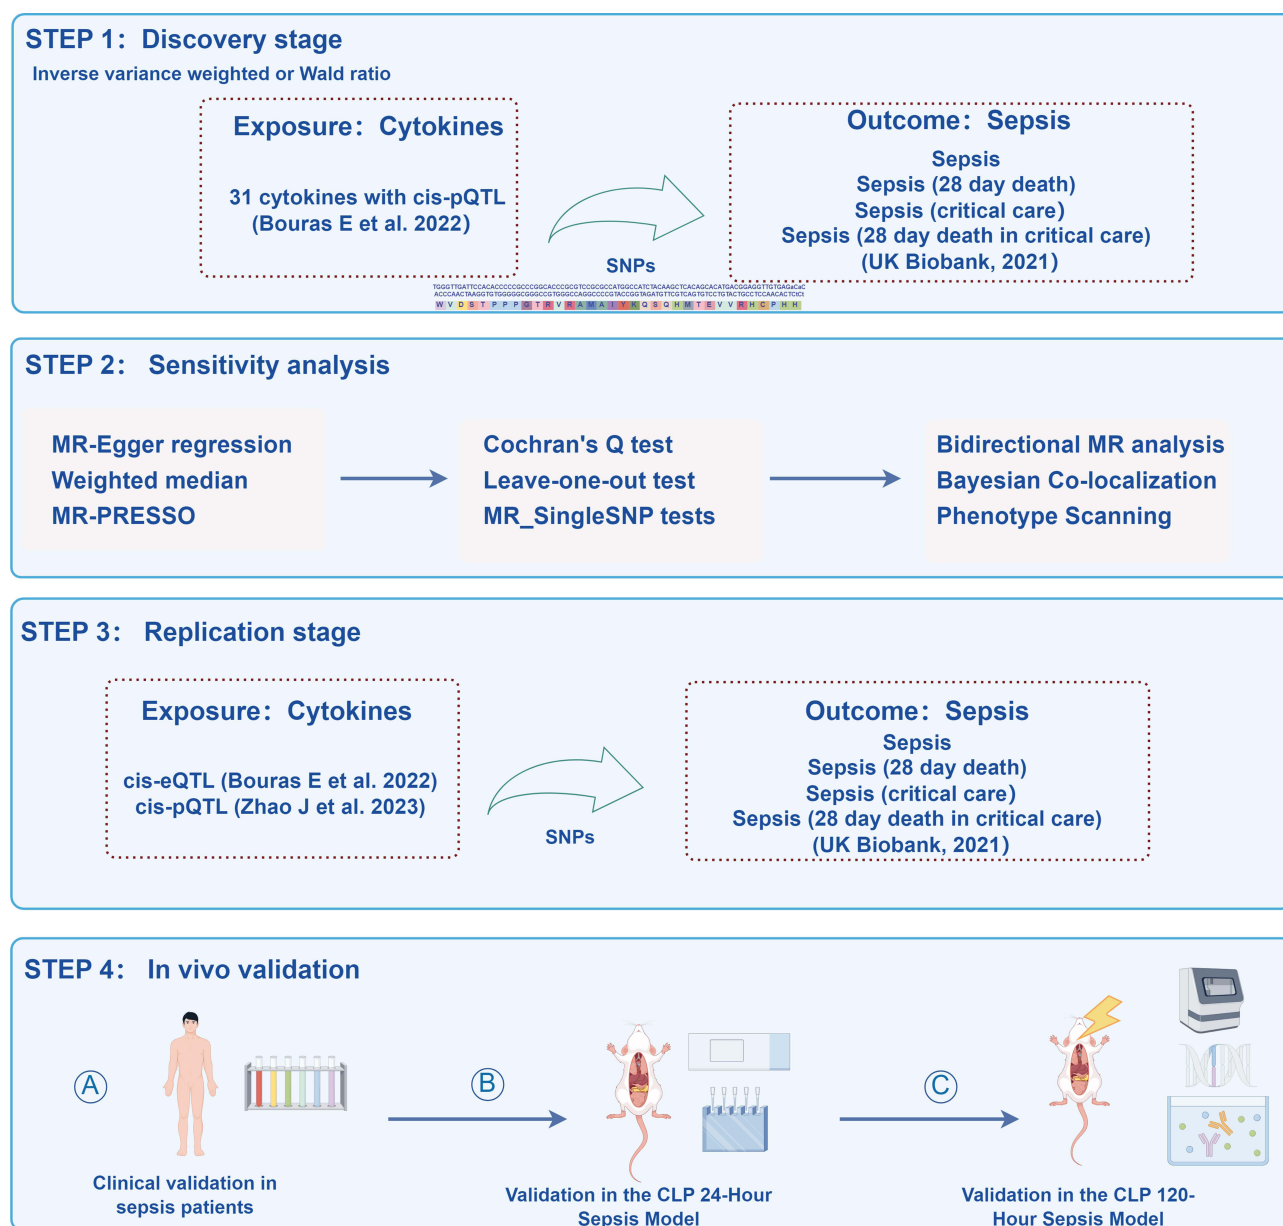 STEP 1: Discovery stage
Inverse variance weighted or Wald ratio
Exposure: Cytokines
31 cytokines with cis-pQTL
(Bouras E et al. 2022)
SNPs
Outcome: Sepsis
Sepsis
Sepsis (28 day death)
Sepsis (critical care)
Sepsis (28 day death in critical care)
(UK Biobank, 2021)
W V D S T P P P G T R V R A M A I Y K Q S Q H M T E V V R H C P H H
STEP 2: Sensitivity analysis
MR-Egger regression
Weighted median
MR-PRESSO
Cochran's Q test
Leave-one-out test
MR_SingleSNP tests
Bidirectional MR analysis
Bayesian Co-localization
Phenotype Scanning
STEP 3: Replication stage
Exposure: Cytokines
cis-eQTL (Bouras E et al. 2022)
cis-pQTL (Zhao J et al. 2023)
SNPs
Outcome: Sepsis
Sepsis
Sepsis (28 day death)
Sepsis (critical care)
Sepsis (28 day death in critical care)
(UK Biobank, 2021)
STEP 4: In vivo validation
A
Clinical validation in
sepsis patients
B
Validation in the CLP 24-Hour
Sepsis Model
C
Validation in the CLP 120-
Hour Sepsis Model